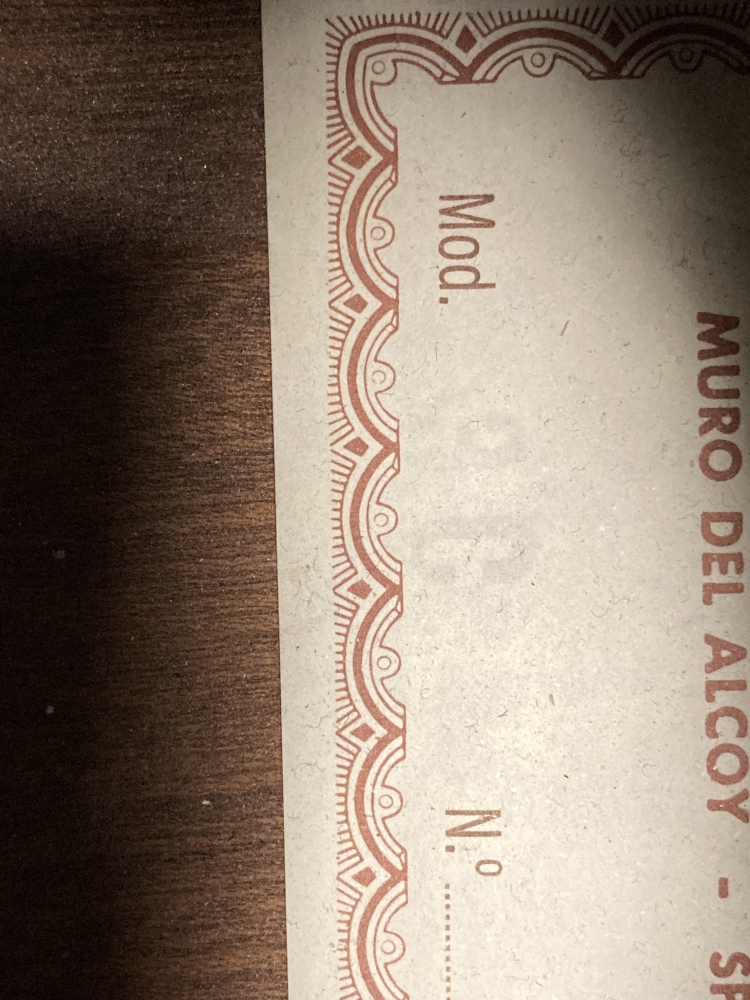 MURO DEL ALCOY -
Mod. N.º ........